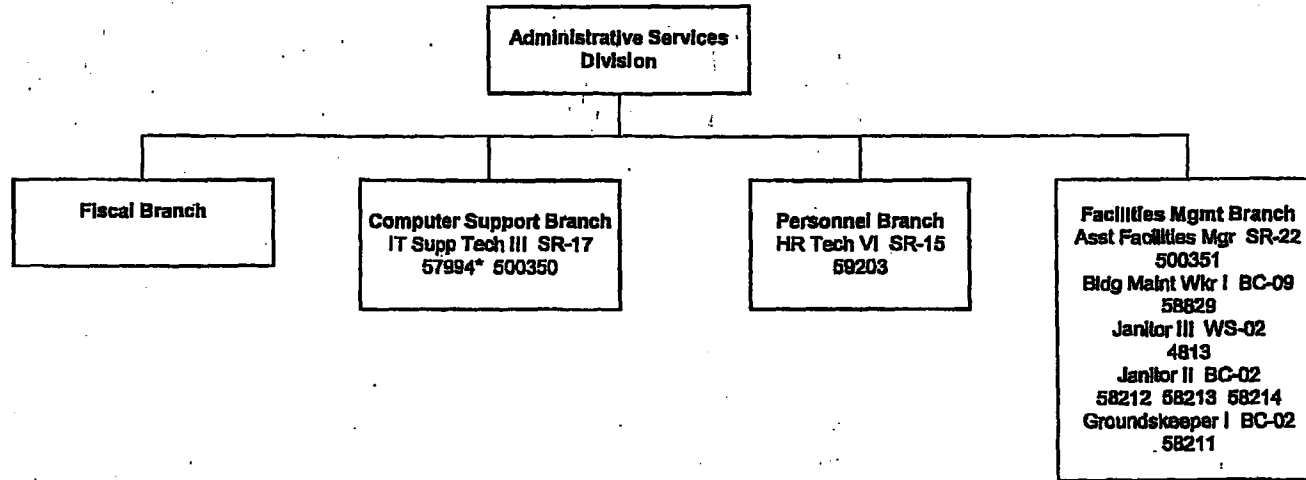 Administrative Services
Division
Fiscal Branch
Computer Support Branch
IT Supp Tech III SR-17
57994* 500350
Personnel Branch
HR Tech VI SR-15
59203
Facilities Mgmt Branch
Asst Facilities Mgr SR-22
500351
Bldg Maint Wkr I BC-09
58829
Janitor III WS-02
4813
Janitor II BC-02
58212 58213 58214
Groundskeeper I BC-02
58211